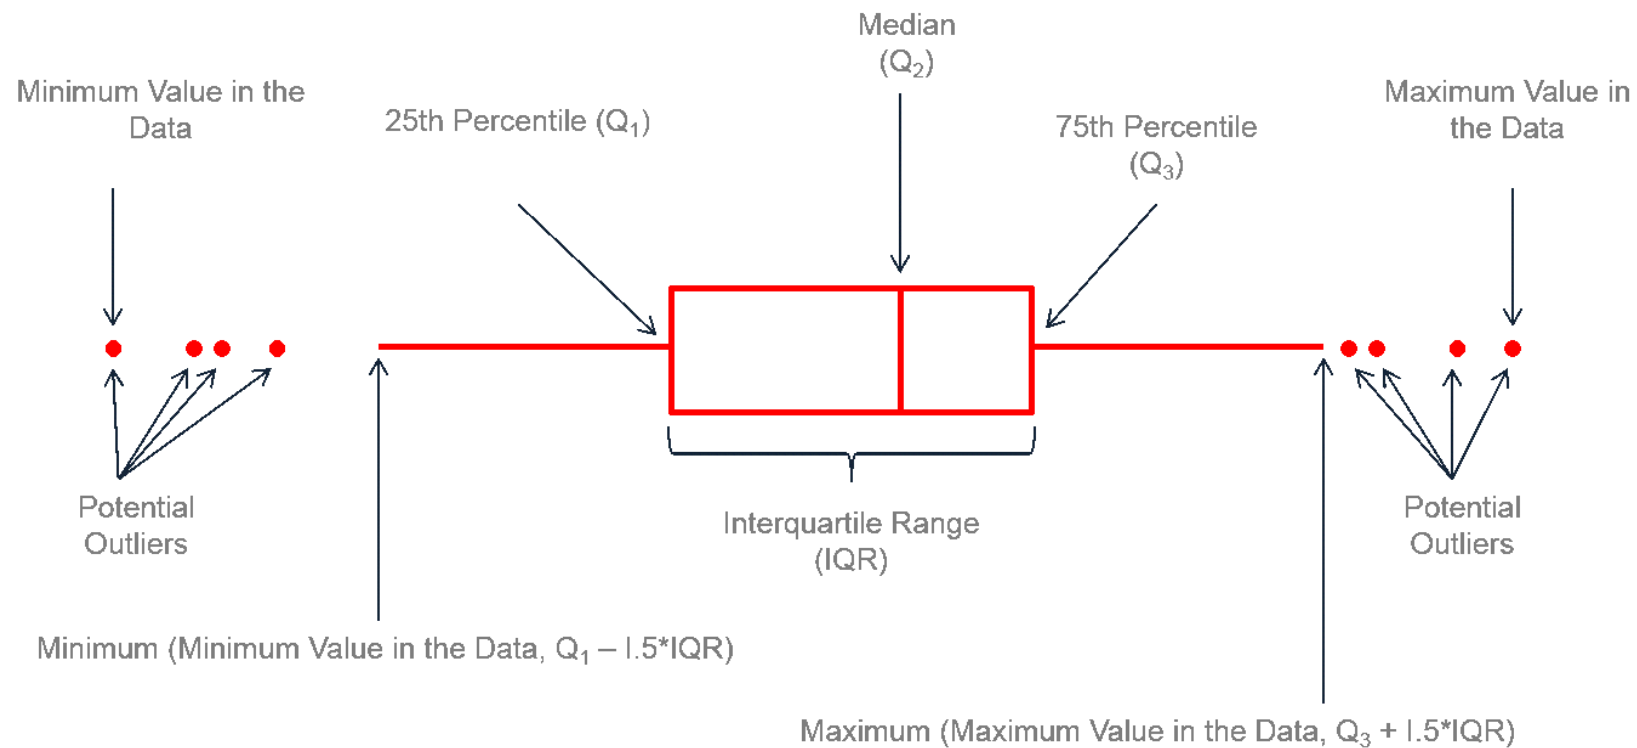 Median
(Q₂)
Minimum Value in the
Data
25th Percentile (Q₁)
75th Percentile
(Q₃)
Maximum Value in
the Data
Potential
Outliers
Interquartile Range
(IQR)
Potential
Outliers
Minimum (Minimum Value in the Data, Q₁ – I.5*IQR)
Maximum (Maximum Value in the Data, Q₃ + I.5*IQR)